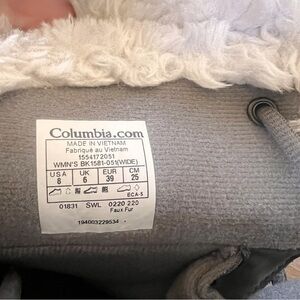 Columbia.com
MADE IN VIETNAM
Fabriqué au Vietnam
1554172051
WMN'S BK1581-051(WIDE)
USA UK EUR CM
8 6 39 25
ECA-5
01831 SWL 0220 220
Faux Fur
194003229534